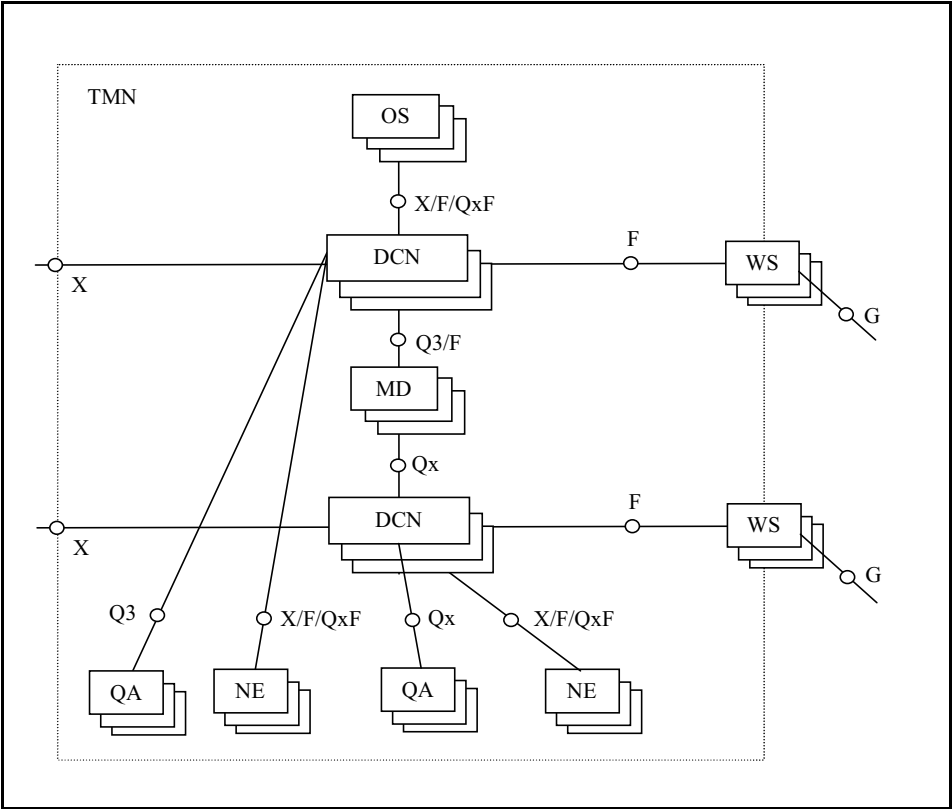 TMN
OS
X/F/QxF
DCN
F
WS
X
G
Q3/F
MD
Qx
DCN
F
WS
X
G
Q3
X/F/QxF
Qx
X/F/QxF
QA
NE
QA
NE